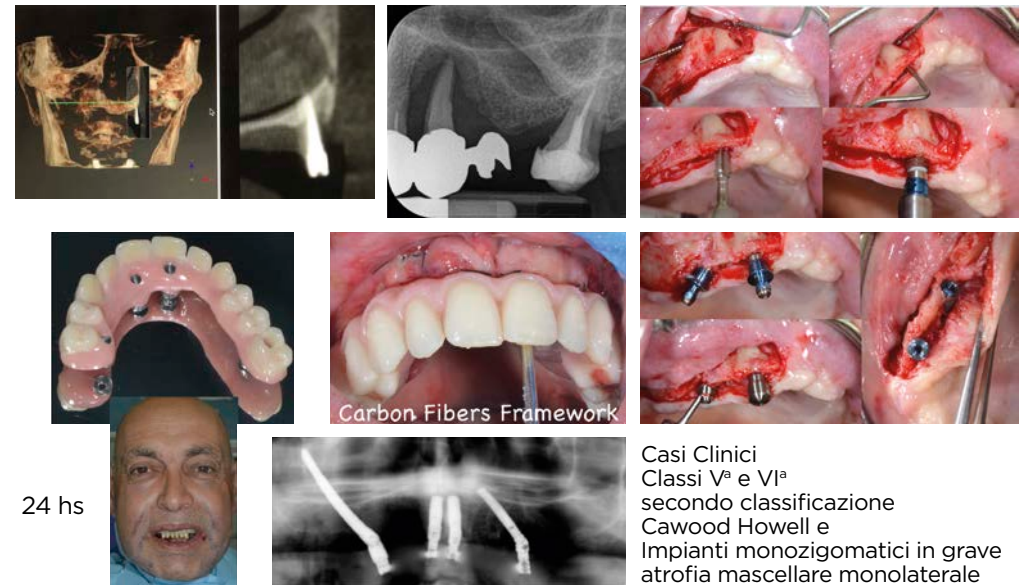 Carbon Fibers Framework
24 hs
Casi Clinici
Classi Vª e VIª
secondo classificazione
Cawood Howell e
Impianti monozigomatici in grave
atrofia mascellare monolaterale